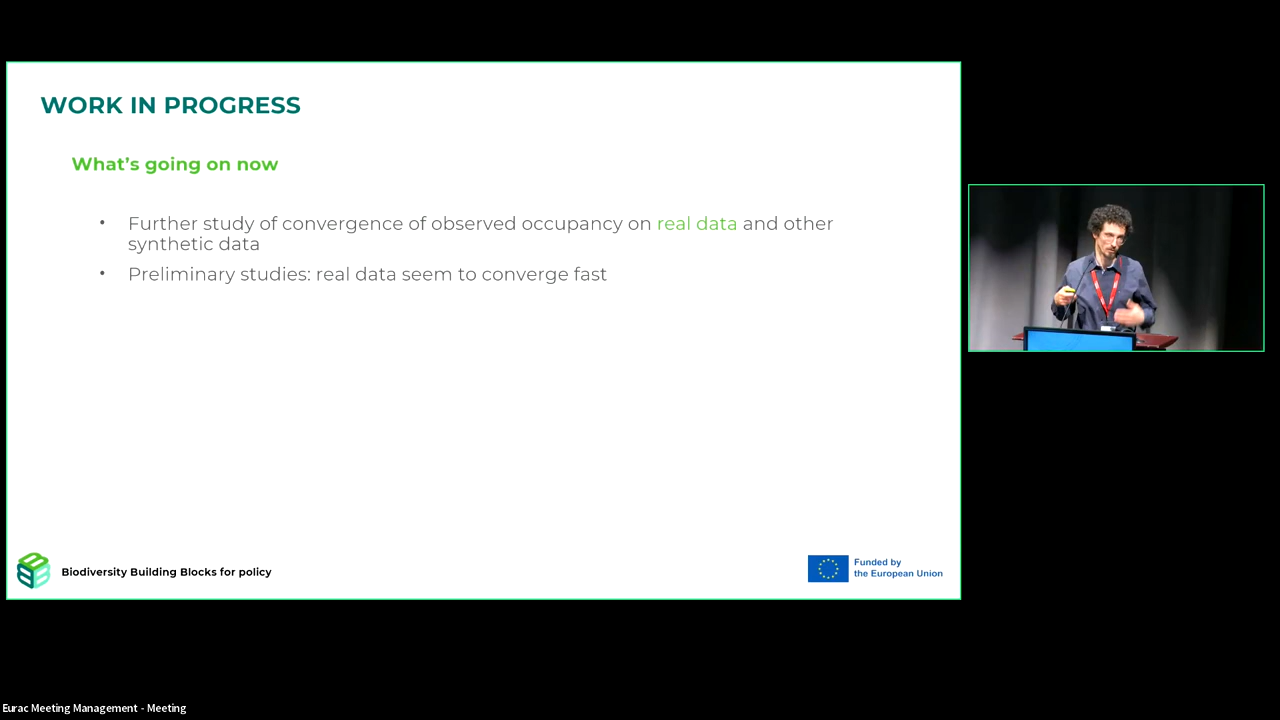 WORK IN PROGRESS
What's going on now
• Further study of convergence of observed occupancy on real data and other
synthetic data
• Preliminary studies: real data seem to converge fast
Biodiversity Building Blocks for policy
Funded by
the European Union
Eurac Meeting Management - Meeting